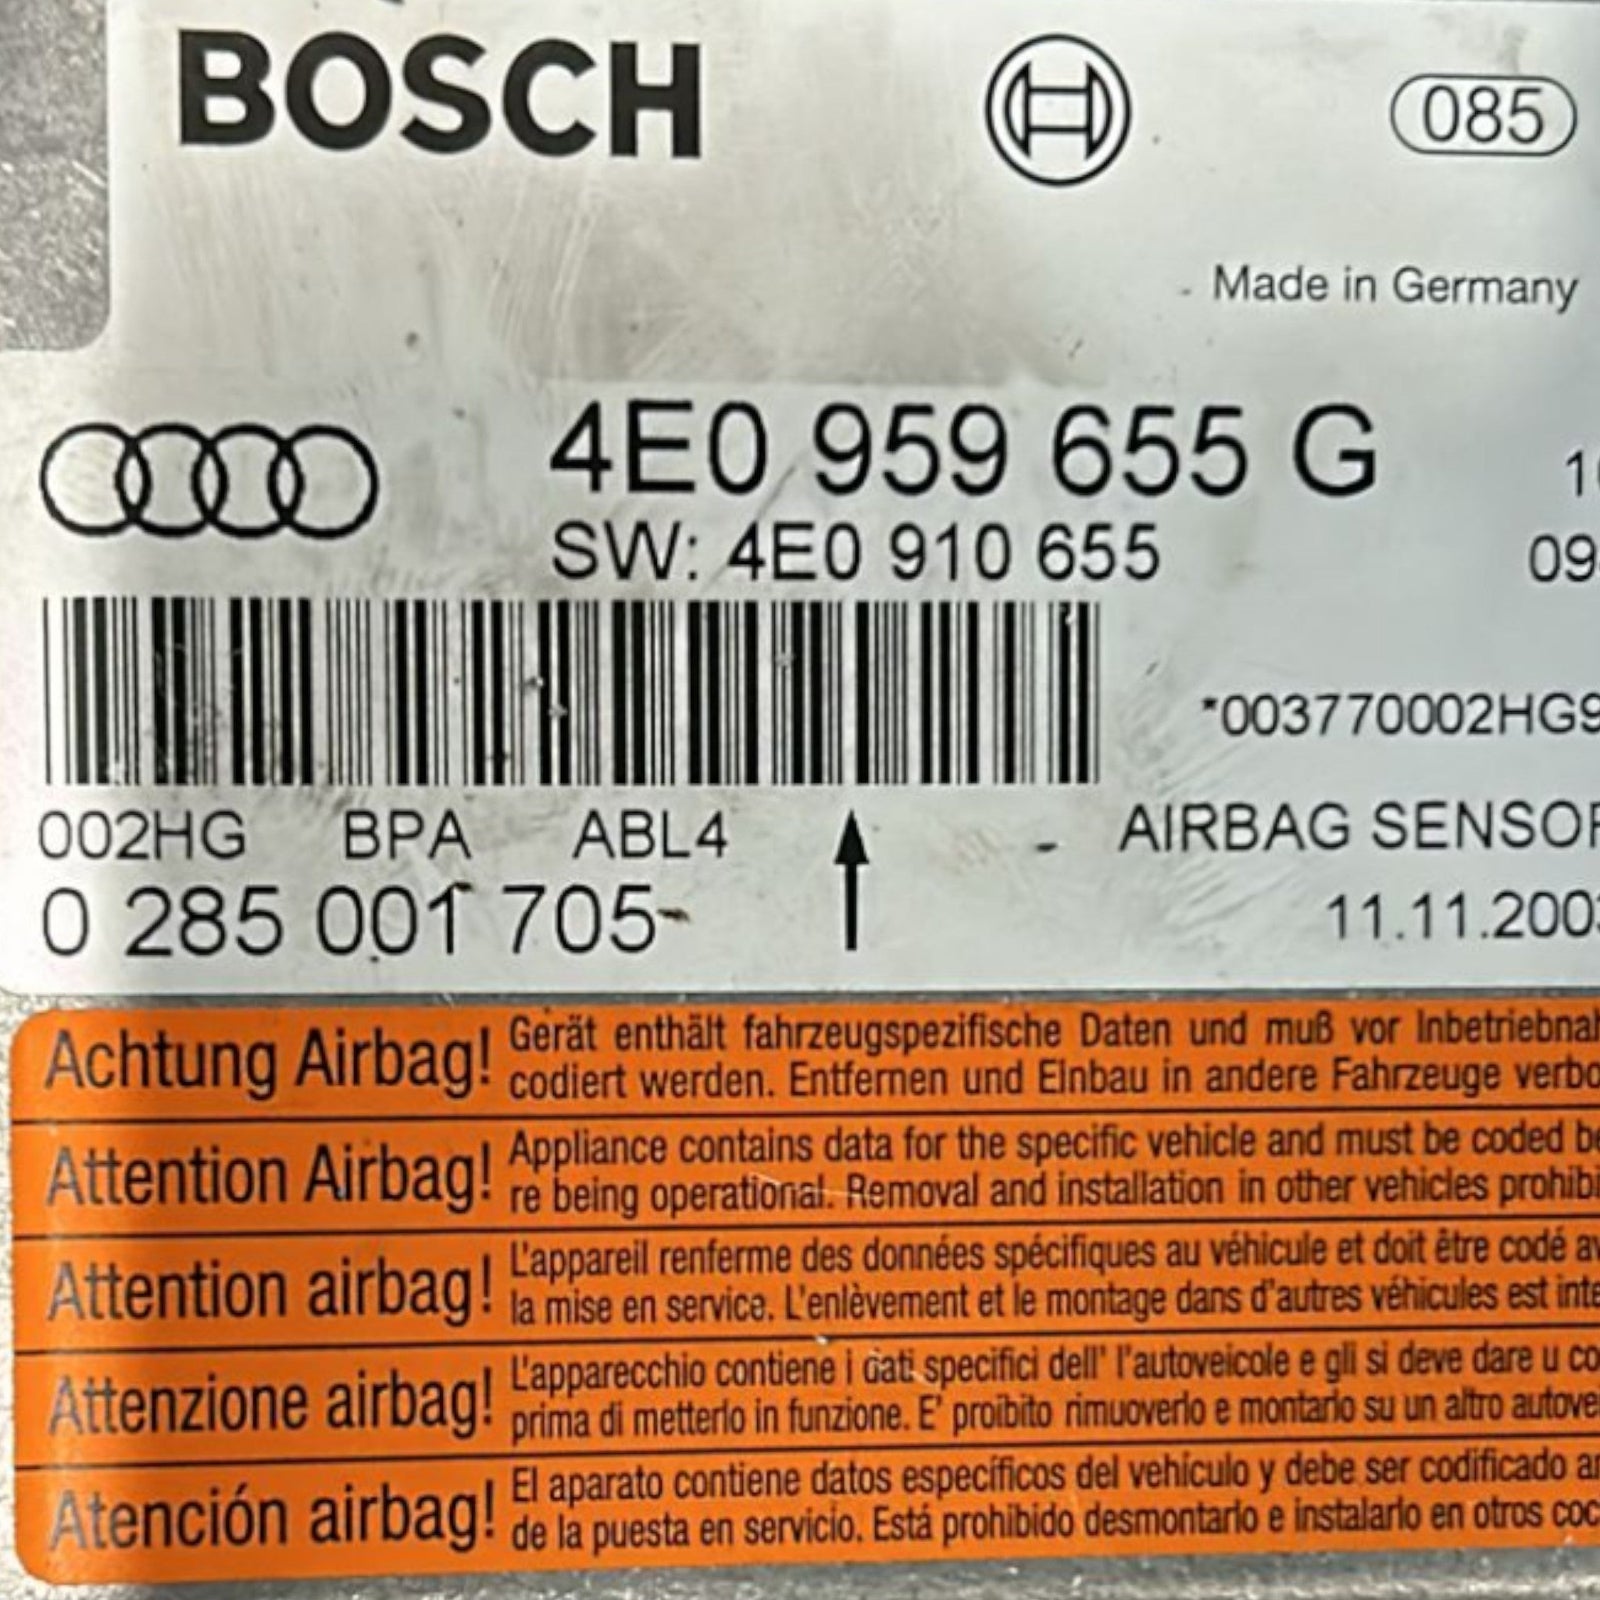 BOSCH
085
Made in Germany
4E0 959 655 G
SW: 4E0 910 655
*003770002HG9
002HG BPA ABL4
AIRBAG SENSOR
0 285 001 705
11.11.2003
Achtung Airbag!
Gerät enthält fahrzeugspezifische Daten und muß vor Inbetriebnah
codiert werden. Entfernen und Einbau in andere Fahrzeuge verbo
Attention Airbag!
Appliance contains data for the specific vehicle and must be coded be
re being operational. Removal and installation in other vehicles prohibi
Attention airbag!
L'appareil renferme des données spécifiques au véhicule et doit être codé av
la mise en service. L'enlèvement et le montage dans d'autres véhicules est inte
Attenzione airbag!
L'apparecchio contiene i dati specifici dell' l'autoveicole e gli si deve dare u co
prima di metterlo in funzione. E' proibito rimuoverlo e montarlo su un altro autove
Atención airbag!
El aparato contiene datos específicos del vehículo y debe ser codificado an
de la puesta en servicio. Está prohibido desmontarlo e instalarlo en otros coc